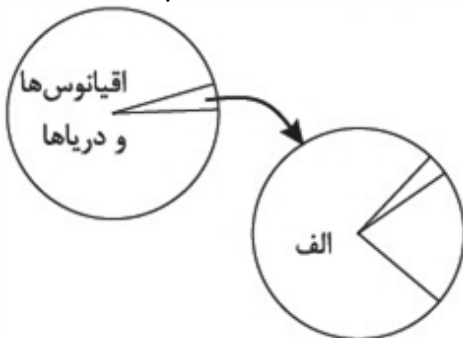 اقیانوس‌ها
و دریاها
الف